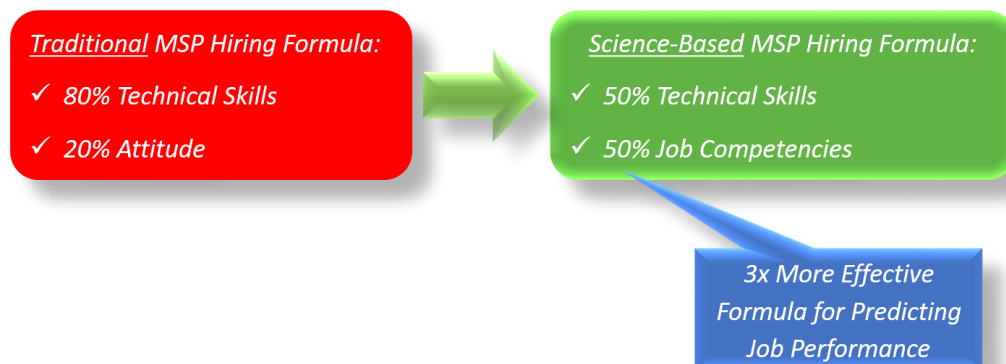 Traditional MSP Hiring Formula:
✓ 80% Technical Skills
✓ 20% Attitude
Science-Based MSP Hiring Formula:
✓ 50% Technical Skills
✓ 50% Job Competencies
3x More Effective
Formula for Predicting
Job Performance